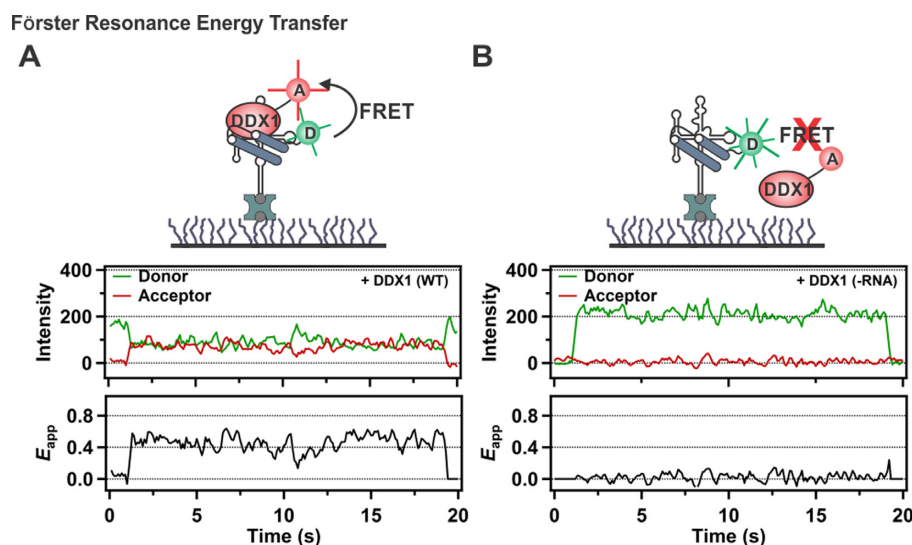 Förster Resonance Energy Transfer
A
A
FRET
DDX1
D
400
Donor
+ DDX1 (WT)
Acceptor
Intensity
200
0
0.8
Eapp
0.4
0.0
0
5
10
15
20
Time (s)
B
D
FRET
X
A
DDX1
400
Donor
+ DDX1 (-RNA)
Acceptor
Intensity
200
0
0.8
Eapp
0.4
0.0
0
5
10
15
20
Time (s)